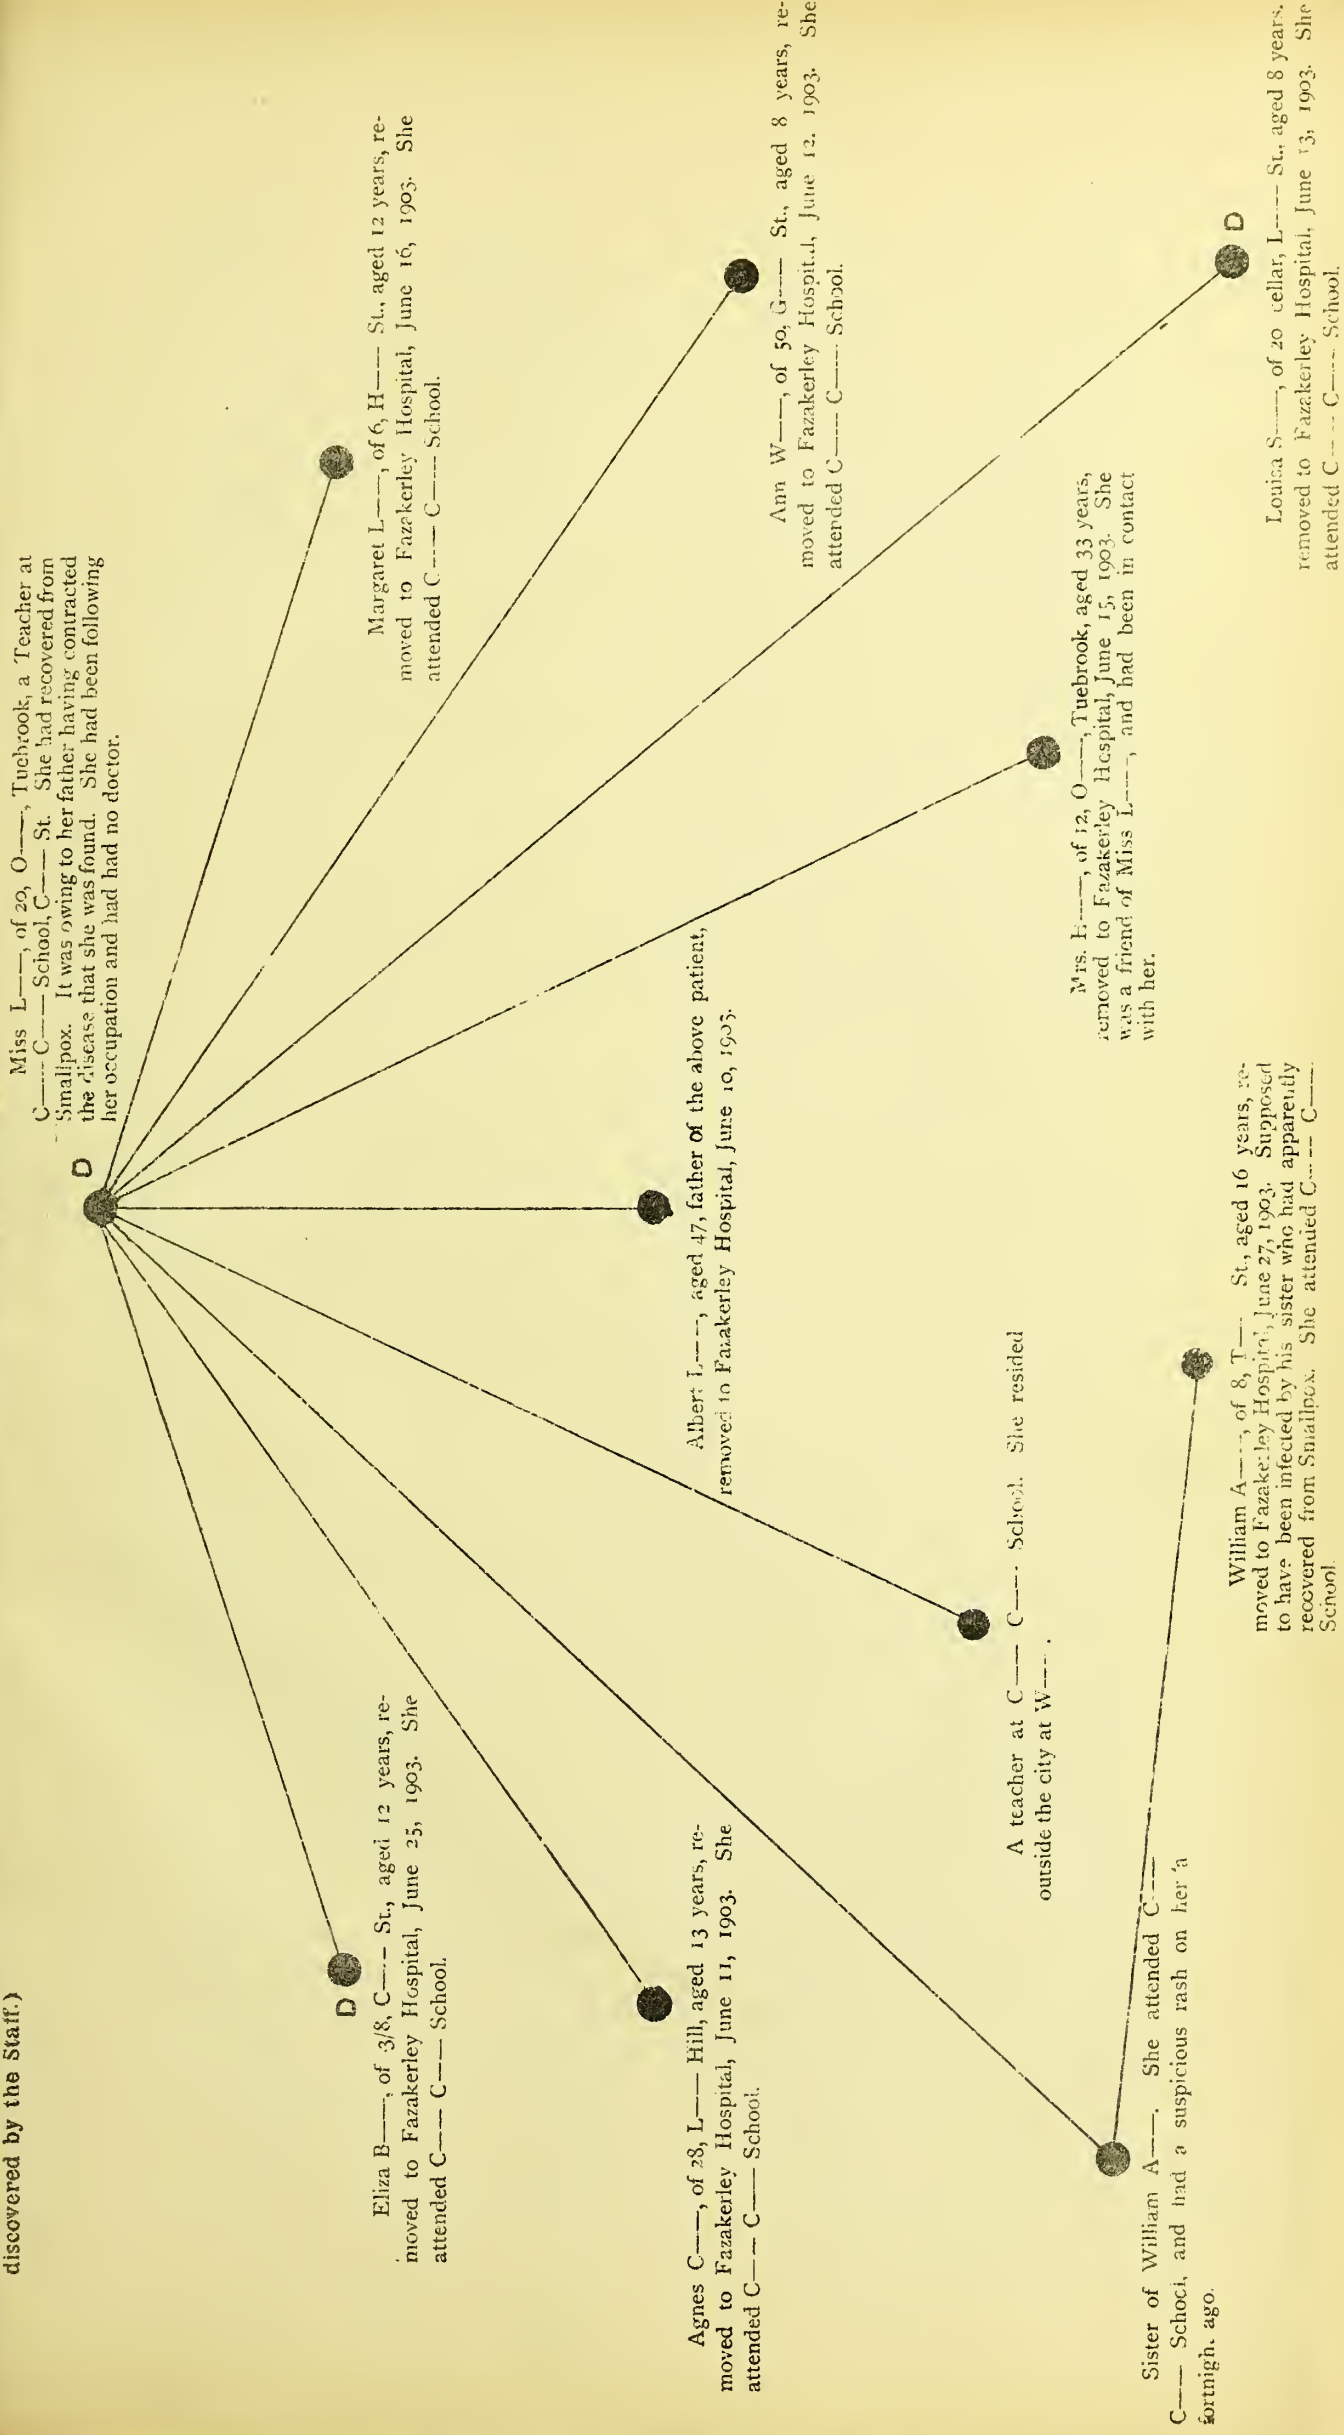 discovered by the Staff.)
Miss L——, of 20, O——, Tuebrook, a Teacher at
C—— C—— School, C—— St. She had recovered from
Smallpox. It was owing to her father having contracted
the disease that she was found. She had been following
her occupation and had had no doctor.
D
D
Eliza B——, of 3/8, C—— St., aged 12 years, re-
moved to Fazakerley Hospital, June 25, 1903. She
attended C—— C—— School.
Margaret L——, of 6, H—— St., aged 12 years, re-
moved to Fazakerley Hospital, June 16, 1903. She
attended C—— C—— School.
Agnes C——, of 28, L—— Hill, aged 13 years, re-
moved to Fazakerley Hospital, June 11, 1903. She
attended C—— C—— School.
Albert L——, aged 47, father of the above patient,
removed to Fazakerley Hospital, June 10, 1903.
Ann W——, of 50, G—— St., aged 8 years, re-
moved to Fazakerley Hospital, June 12. 1903. She
attended C—— C—— School.
A teacher at C—— C—— School. She resided
outside the city at W——.
Mrs. H——, of 12, O——, Tuebrook, aged 33 years,
removed to Fazakerley Hospital, June 15, 1903. She
was a friend of Miss L——, and had been in contact
with her.
Sister of William A——. She attended C——
C—— School, and had a suspicious rash on her a
fortnight ago.
William A——, of 8, T—— St., aged 16 years, re-
moved to Fazakerley Hospital, June 27, 1903. Supposed
to have been infected by his sister who had apparently
recovered from Smallpox. She attended C—— C——
School.
D
Louisa S——, of 20 cellar, L—— St., aged 8 years.
removed to Fazakerley Hospital, June 13, 1903. She
attended C—— C—— School.